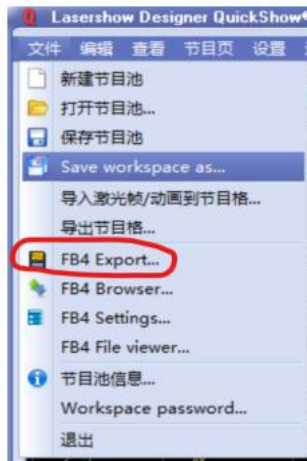 Lasershow Designer QuickShow
文件 编辑 查看 节目页 设置
新建节目池
打开节目池...
保存节目池
Save workspace as...
导入激光帧/动画到节目格...
导出节目格...
FB4 Export...
FB4 Browser...
FB4 Settings...
FB4 File viewer...
节目池信息...
Workspace password...
退出